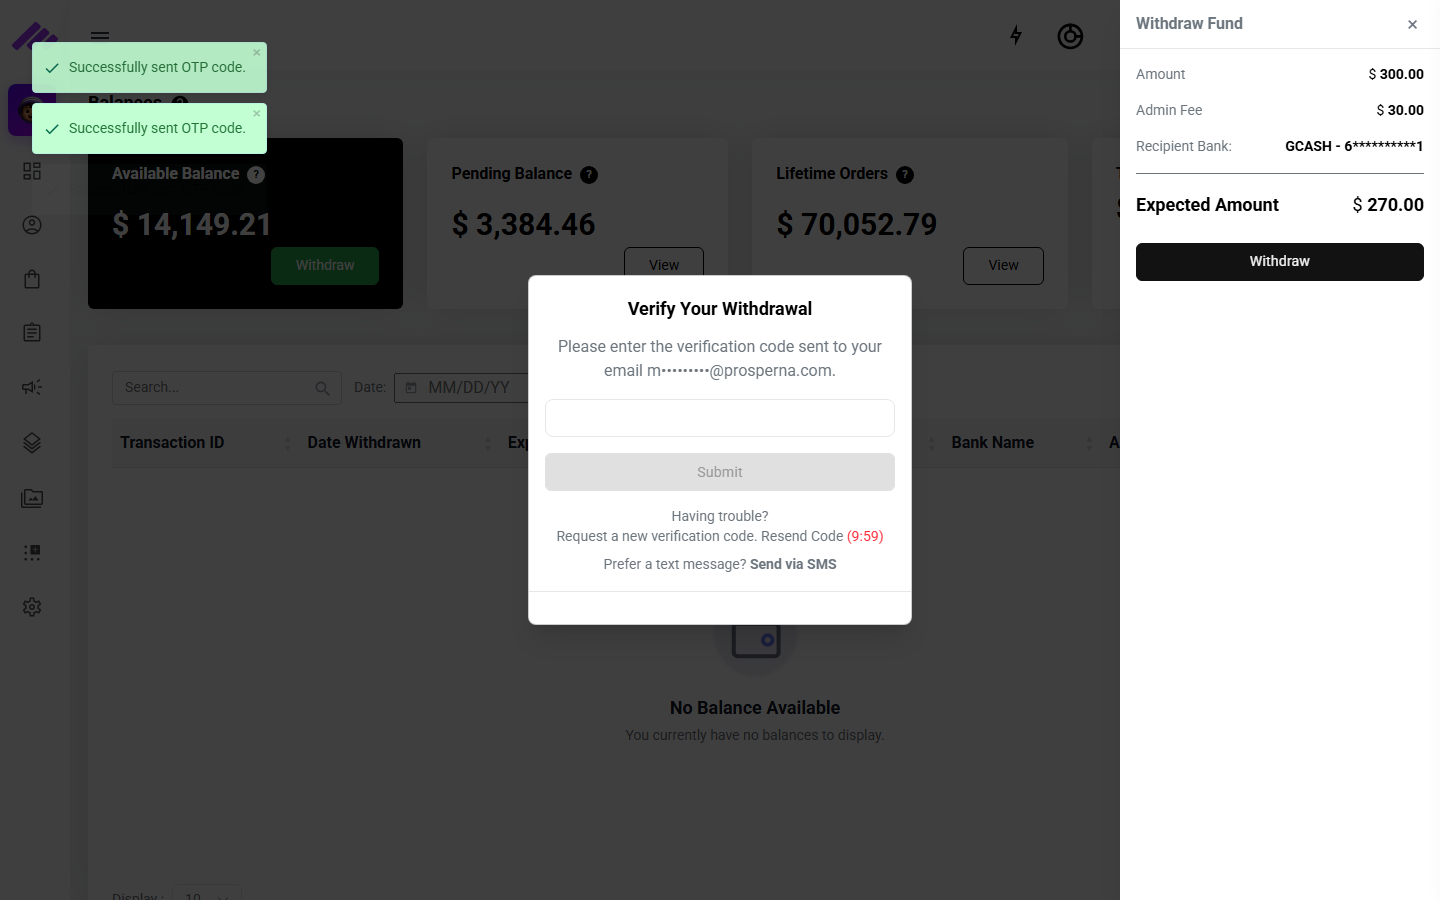 Successfully sent OTP code.
Successfully sent OTP code.
Balances ?
Available Balance ?
$ 14,149.21
Withdraw
Pending Balance ?
$ 3,384.46
View
Lifetime Orders ?
$ 70,052.79
View
Search...
Date:
MM/DD/YY
Transaction ID
Date Withdrawn
Bank Name
No Balance Available
You currently have no balances to display.
Display :
10
Verify Your Withdrawal
Please enter the verification code sent to your
email m•••••••••@prosperna.com.
Submit
Having trouble?
Request a new verification code. Resend Code (9:59)
Prefer a text message? Send via SMS
Withdraw Fund
Amount $ 300.00
Admin Fee $ 30.00
Recipient Bank: GCASH - 6**********1
Expected Amount $ 270.00
Withdraw